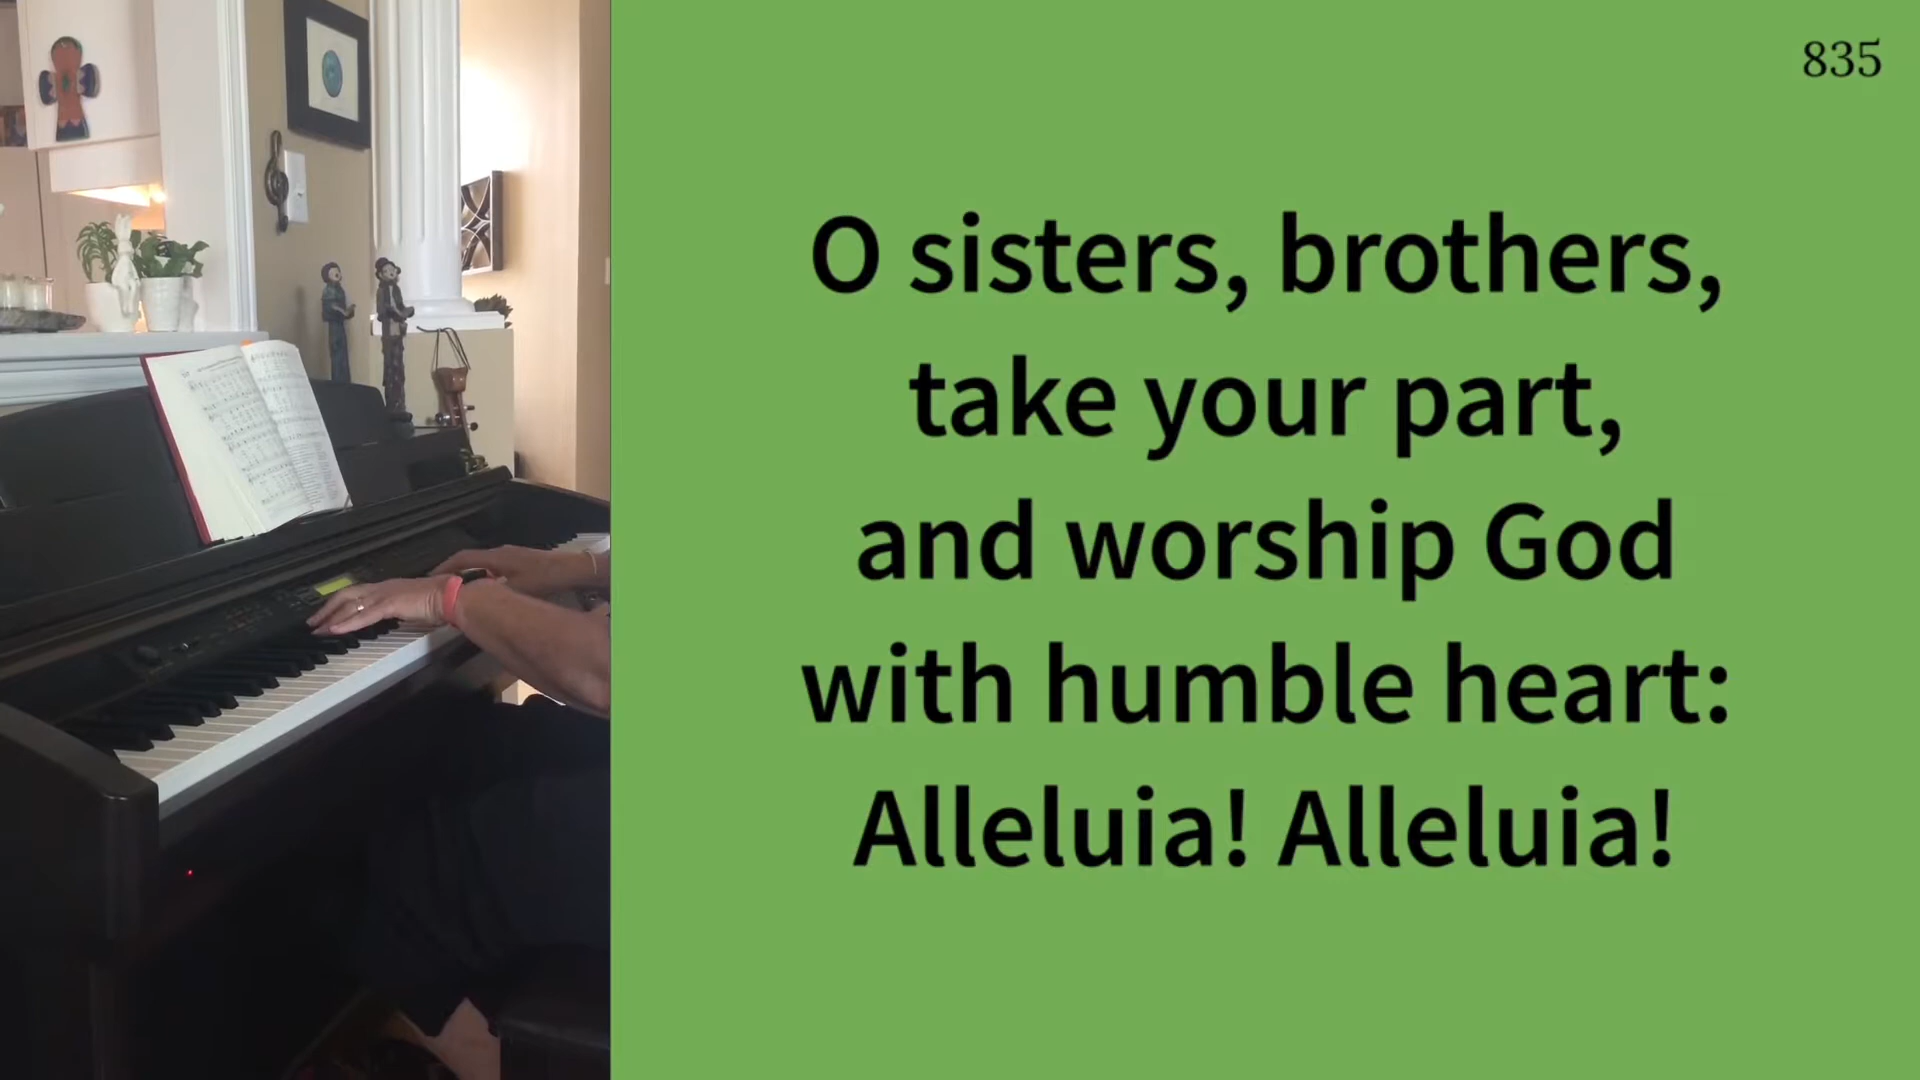 835
O sisters, brothers,
take your part,
and worship God
with humble heart:
Alleluia! Alleluia!